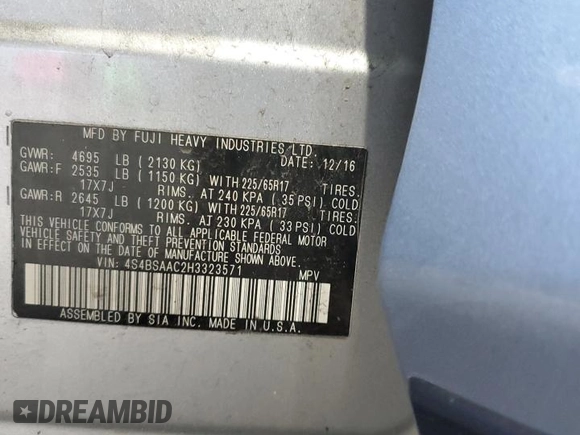 MFD BY FUJI HEAVY INDUSTRIES LTD.
GVWR: 4695 LB (2130 KG) DATE: 12/16
GAWR:F 2535 LB (1150 KG) WITH 225/65R17 TIRES.
17X7J RIMS. AT 240 KPA (35 PSI) COLD
GAWR:R 2645 LB (1200 KG) WITH 225/65R17 TIRES.
17X7J RIMS. AT 230 KPA (33 PSI) COLD
THIS VEHICLE CONFORMS TO ALL APPLICABLE FEDERAL MOTOR
VEHICLE SAFETY AND THEFT PREVENTION STANDARDS IN EFFECT
ON THE DATE OF MANUFACTURE SHOWN ABOVE.
VIN: 4S4BSAAC2H3323571 MPV
ASSEMBLED BY SIA INC. MADE IN U.S.A.
DREAMBID